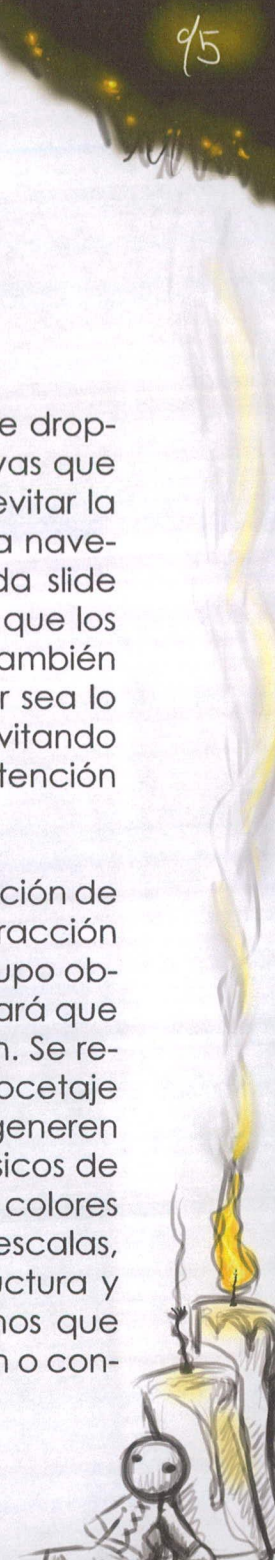 95
e drop-
vas que
evitar la
a nave-
da slide
que los
ambién
r sea lo
vitando
tención
ción de
racción
upo ob-
ará que
n. Se re-
ocetaje
generen
sicos de
colores
escalas,
uctura y
nos que
n o con-